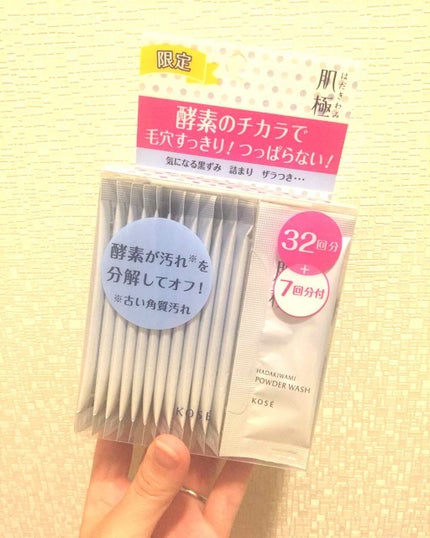 限定
肌極
はだきわみ
酵素のチカラで
毛穴すっきり!つっぱらない!
気になる黒ずみ 詰まり ザラつき…
32回分
+
7回分付
酵素が汚れ※を
分解してオフ!
※古い角質汚れ
肌
HADAKIWAMI
POWDER WASH
KOSÉ
KOSÉ